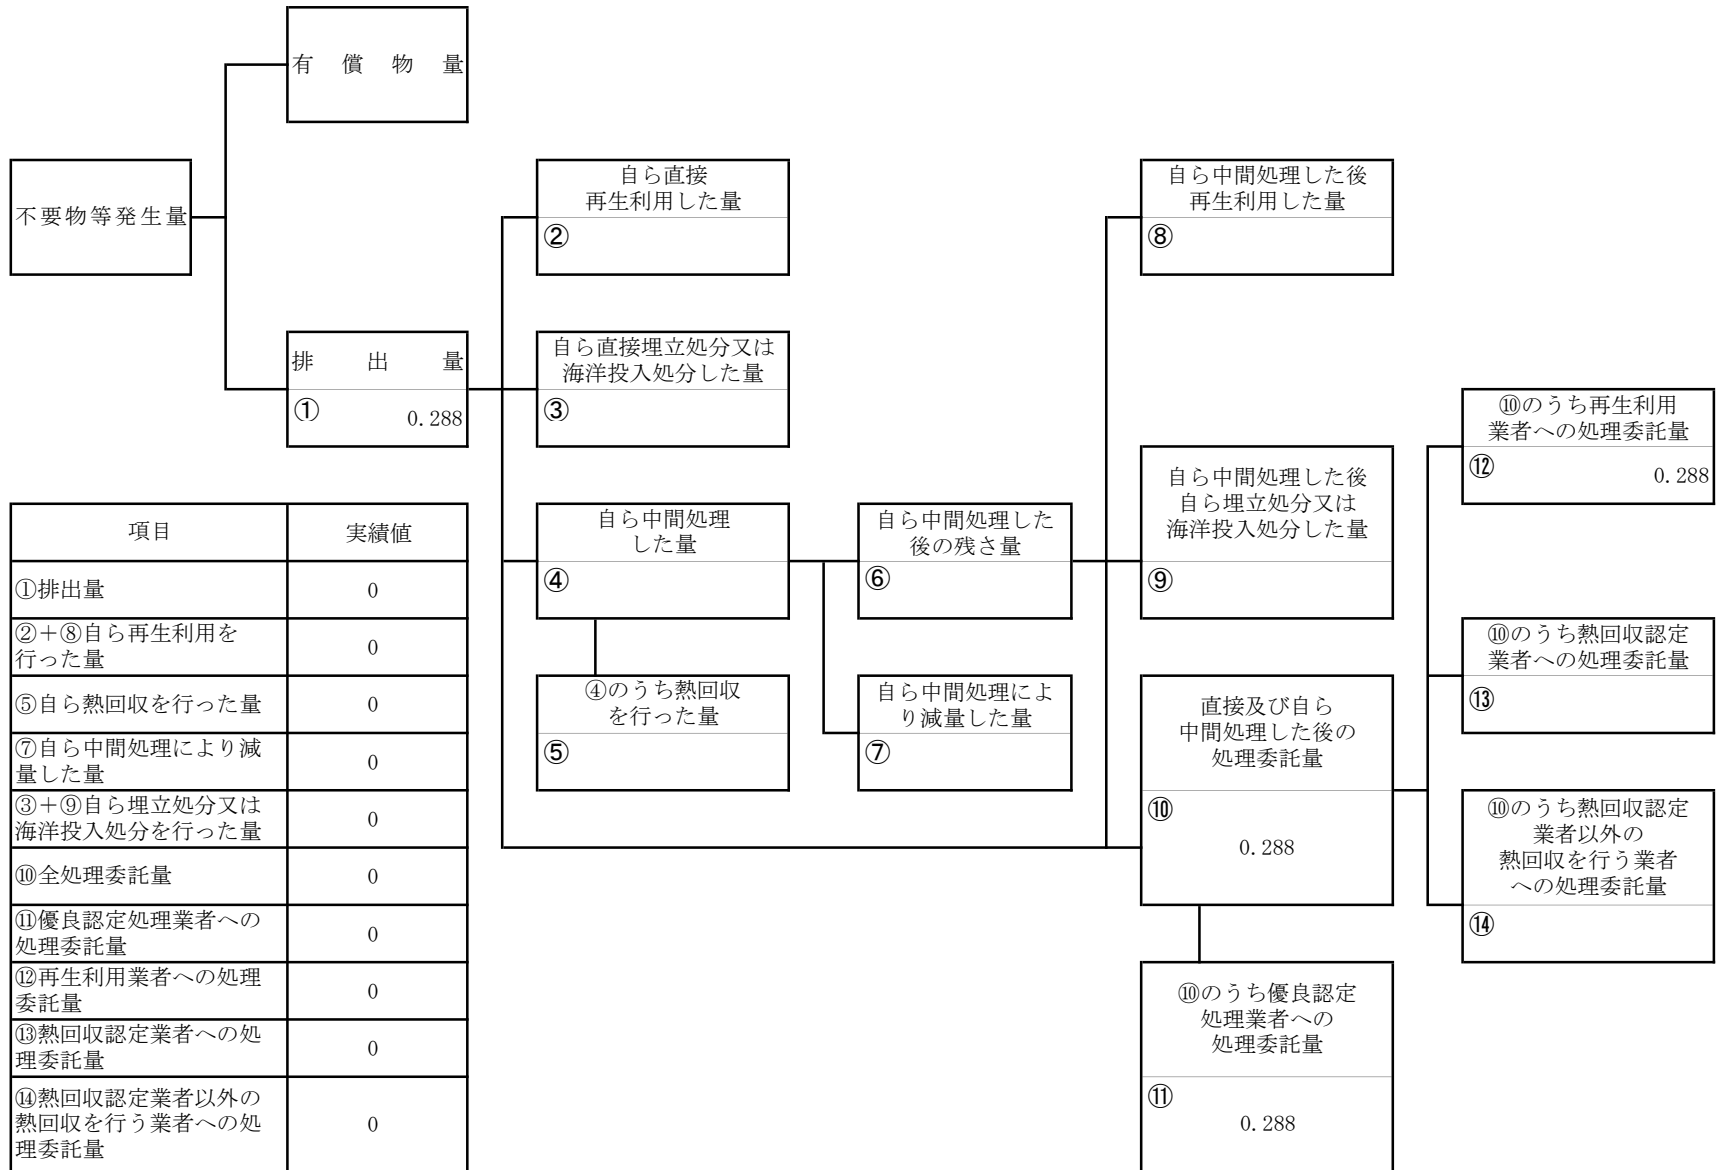 有償物量
不要物等発生量
排出量
① 0.288
自ら直接
再生利用した量
②
自ら直接埋立処分又は
海洋投入処分した量
③
自ら中間処理
した量
④
④のうち熱回収
を行った量
⑤
自ら中間処理した
後の残さ量
⑥
自ら中間処理によ
り減量した量
⑦
自ら中間処理した後
再生利用した量
⑧
自ら中間処理した後
自ら埋立処分又は
海洋投入処分した量
⑨
直接及び自ら
中間処理した後の
処理委託量
⑩
0.288
⑩のうち優良認定
処理業者への
処理委託量
⑪
0.288
⑩のうち再生利用
業者への処理委託量
⑫ 0.288
⑩のうち熱回収認定
業者への処理委託量
⑬
⑩のうち熱回収認定
業者以外の
熱回収を行う業者
への処理委託量
⑭
項目 実績値
①排出量 0
②+⑧自ら再生利用を
行った量 0
⑤自ら熱回収を行った量 0
⑦自ら中間処理により減
量した量 0
③+⑨自ら埋立処分又は
海洋投入処分を行った量 0
⑩全処理委託量 0
⑪優良認定処理業者への
処理委託量 0
⑫再生利用業者への処理
委託量 0
⑬熱回収認定業者への処
理委託量 0
⑭熱回収認定業者以外の
熱回収を行う業者への処 0
理委託量